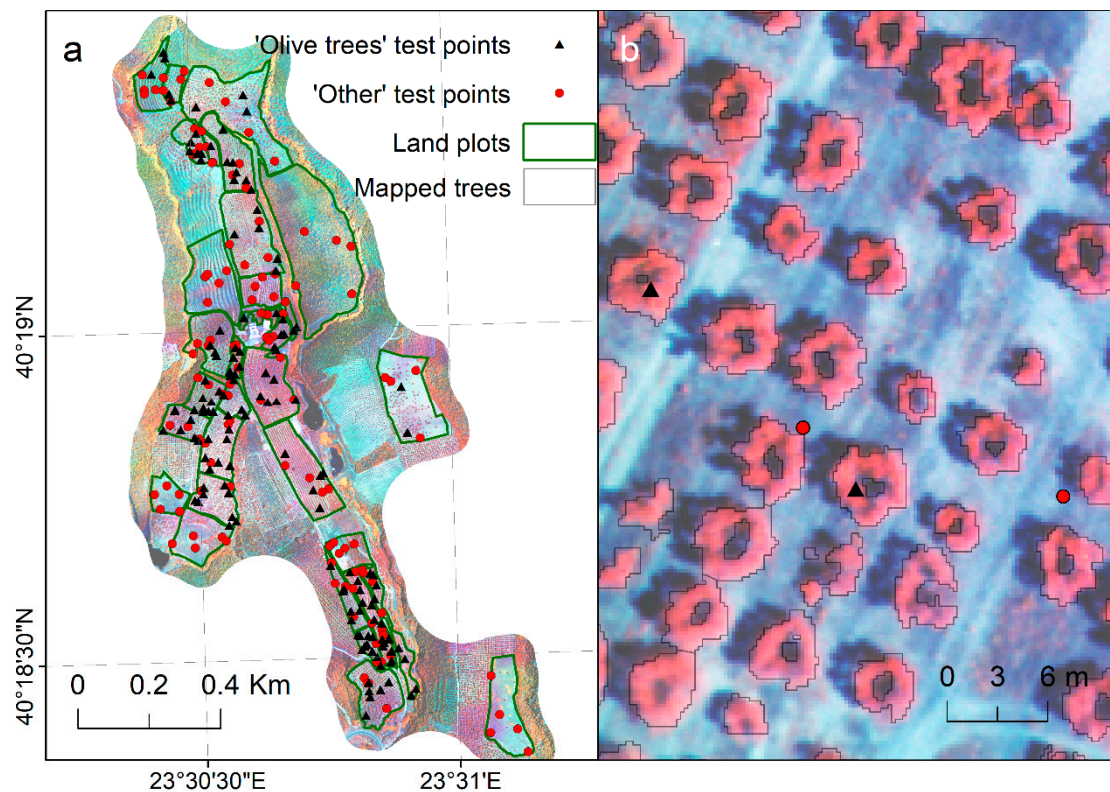 a
'Olive trees' test points
'Other' test points
Land plots
Mapped trees
b
40°19'N
40°18'30"N
0 0.2 0.4 Km
0 3 6 m
23°30'30"E
23°31'E